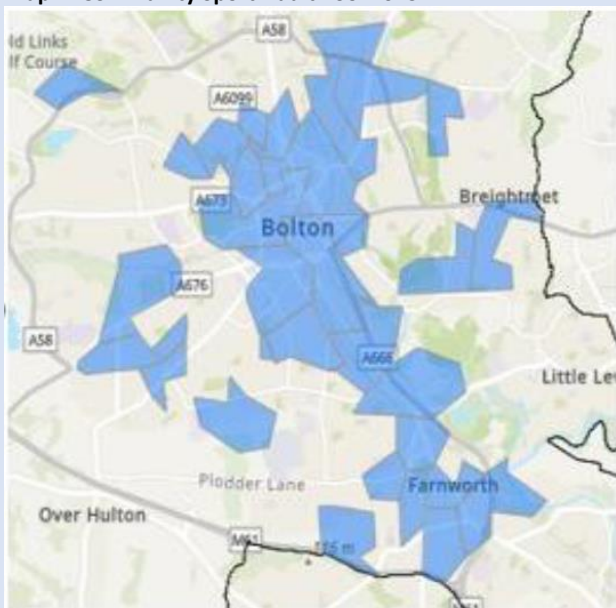 A58
ld Links
lf Course
A6099
A673
Breightmet
Bolton
A676
A58
A666
Little Lev
Plodder Lane
Farnworth
Over Hulton
M61